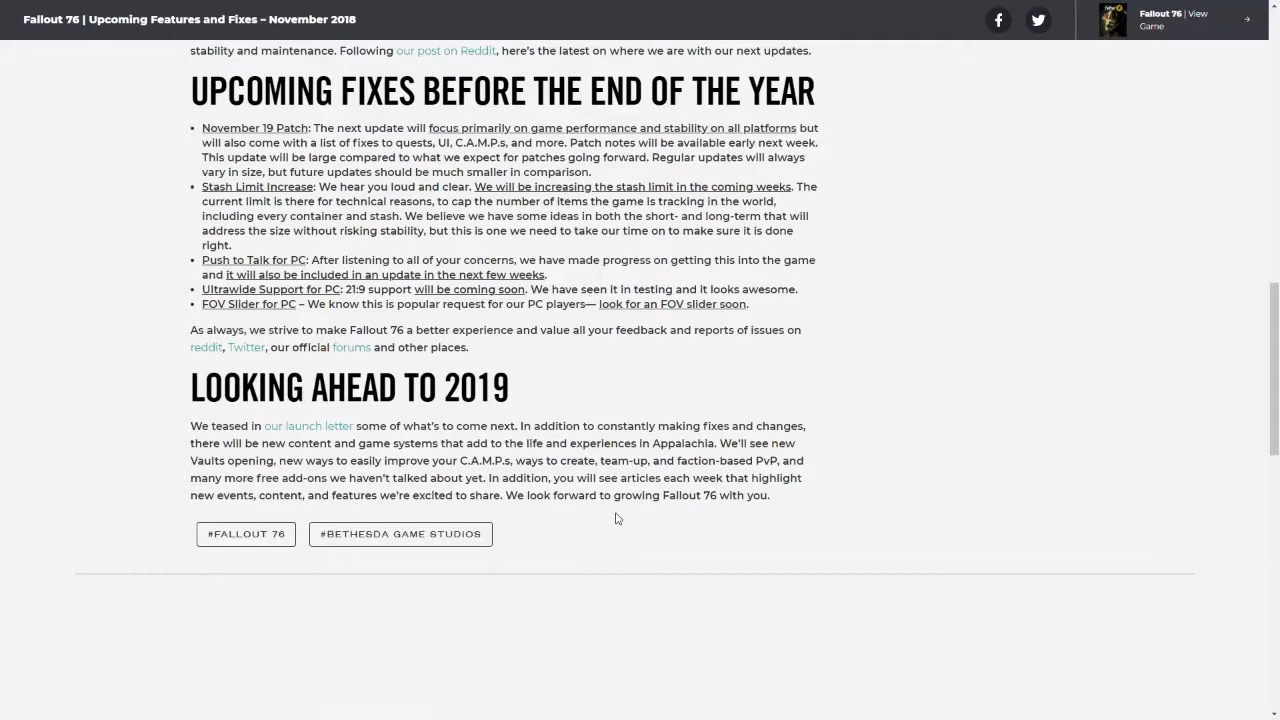 Fallout 76 | Upcoming Features and Fixes – November 2018
Fallout 76 | View
Game
stability and maintenance. Following our post on Reddit, here’s the latest on where we are with our next updates.
UPCOMING FIXES BEFORE THE END OF THE YEAR
• November 19 Patch: The next update will focus primarily on game performance and stability on all platforms but
will also come with a list of fixes to quests, UI, C.A.M.P.s, and more. Patch notes will be available early next week.
This update will be large compared to what we expect for patches going forward. Regular updates will always
vary in size, but future updates should be much smaller in comparison.
• Stash Limit Increase: We hear you loud and clear. We will be increasing the stash limit in the coming weeks. The
current limit is there for technical reasons, to cap the number of items the game is tracking in the world,
including every container and stash. We believe we have some ideas in both the short- and long-term that will
address the size without risking stability, but this is one we need to take our time on to make sure it is done
right.
• Push to Talk for PC: After listening to all of your concerns, we have made progress on getting this into the game
and it will also be included in an update in the next few weeks.
• Ultrawide Support for PC: 21:9 support will be coming soon. We have seen it in testing and it looks awesome.
• FOV Slider for PC – We know this is popular request for our PC players— look for an FOV slider soon.
As always, we strive to make Fallout 76 a better experience and value all your feedback and reports of issues on
reddit, Twitter, our official forums and other places.
LOOKING AHEAD TO 2019
We teased in our launch letter some of what’s to come next. In addition to constantly making fixes and changes,
there will be new content and game systems that add to the life and experiences in Appalachia. We’ll see new
Vaults opening, new ways to easily improve your C.A.M.P.s, ways to create, team-up, and faction-based PvP, and
many more free add-ons we haven’t talked about yet. In addition, you will see articles each week that highlight
new events, content, and features we’re excited to share. We look forward to growing Fallout 76 with you.
#FALLOUT 76
#BETHESDA GAME STUDIOS